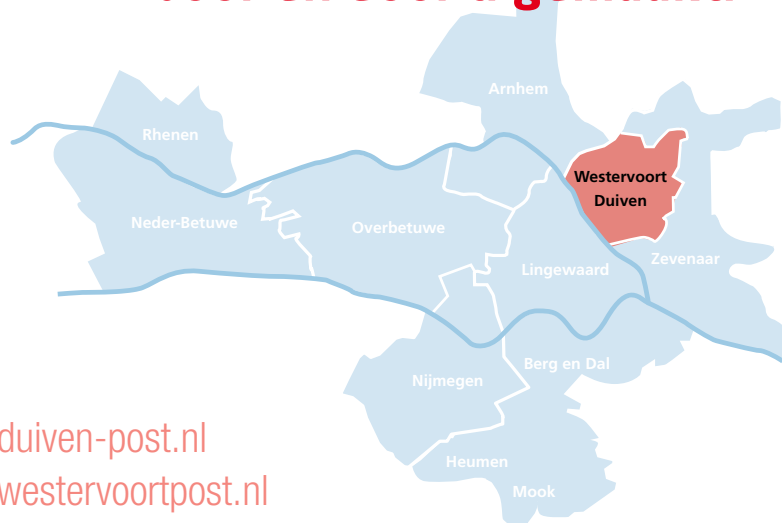 Arnhem
Rhenen
Westervoort
Duiven
Neder-Betuwe
Overbetuwe
Zevenaar
Lingewaard
Berg en Dal
Nijmegen
duiven-post.nl
Heumen
westervoortpost.nl
Mook